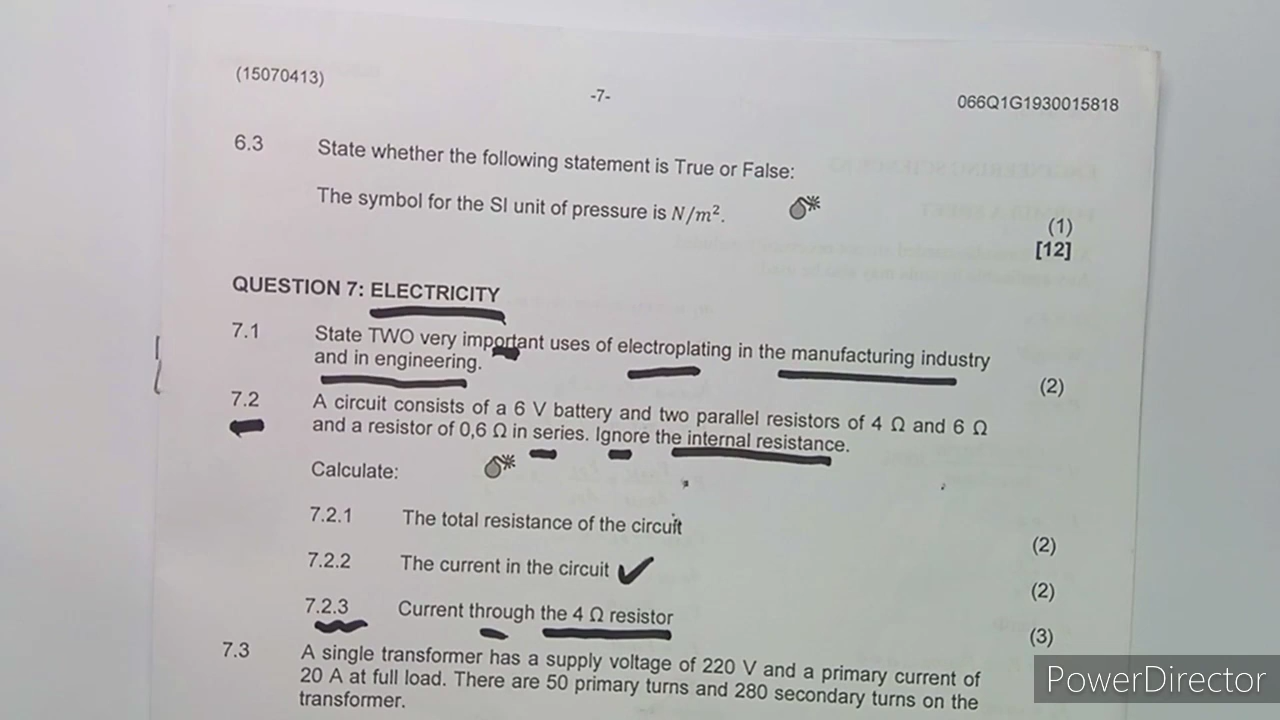 (15070413)
-7-
066Q1G1930015818
6.3 State whether the following statement is True or False:
The symbol for the SI unit of pressure is N/m².
(1)
[12]
QUESTION 7: ELECTRICITY
7.1 State TWO very important uses of electroplating in the manufacturing industry
and in engineering.
(2)
7.2 A circuit consists of a 6 V battery and two parallel resistors of 4 Ω and 6 Ω
and a resistor of 0,6 Ω in series. Ignore the internal resistance.
Calculate:
7.2.1 The total resistance of the circuit
(2)
7.2.2 The current in the circuit
(2)
7.2.3 Current through the 4 Ω resistor
(3)
7.3 A single transformer has a supply voltage of 220 V and a primary current of
20 A at full load. There are 50 primary turns and 280 secondary turns on the
transformer.
PowerDirector